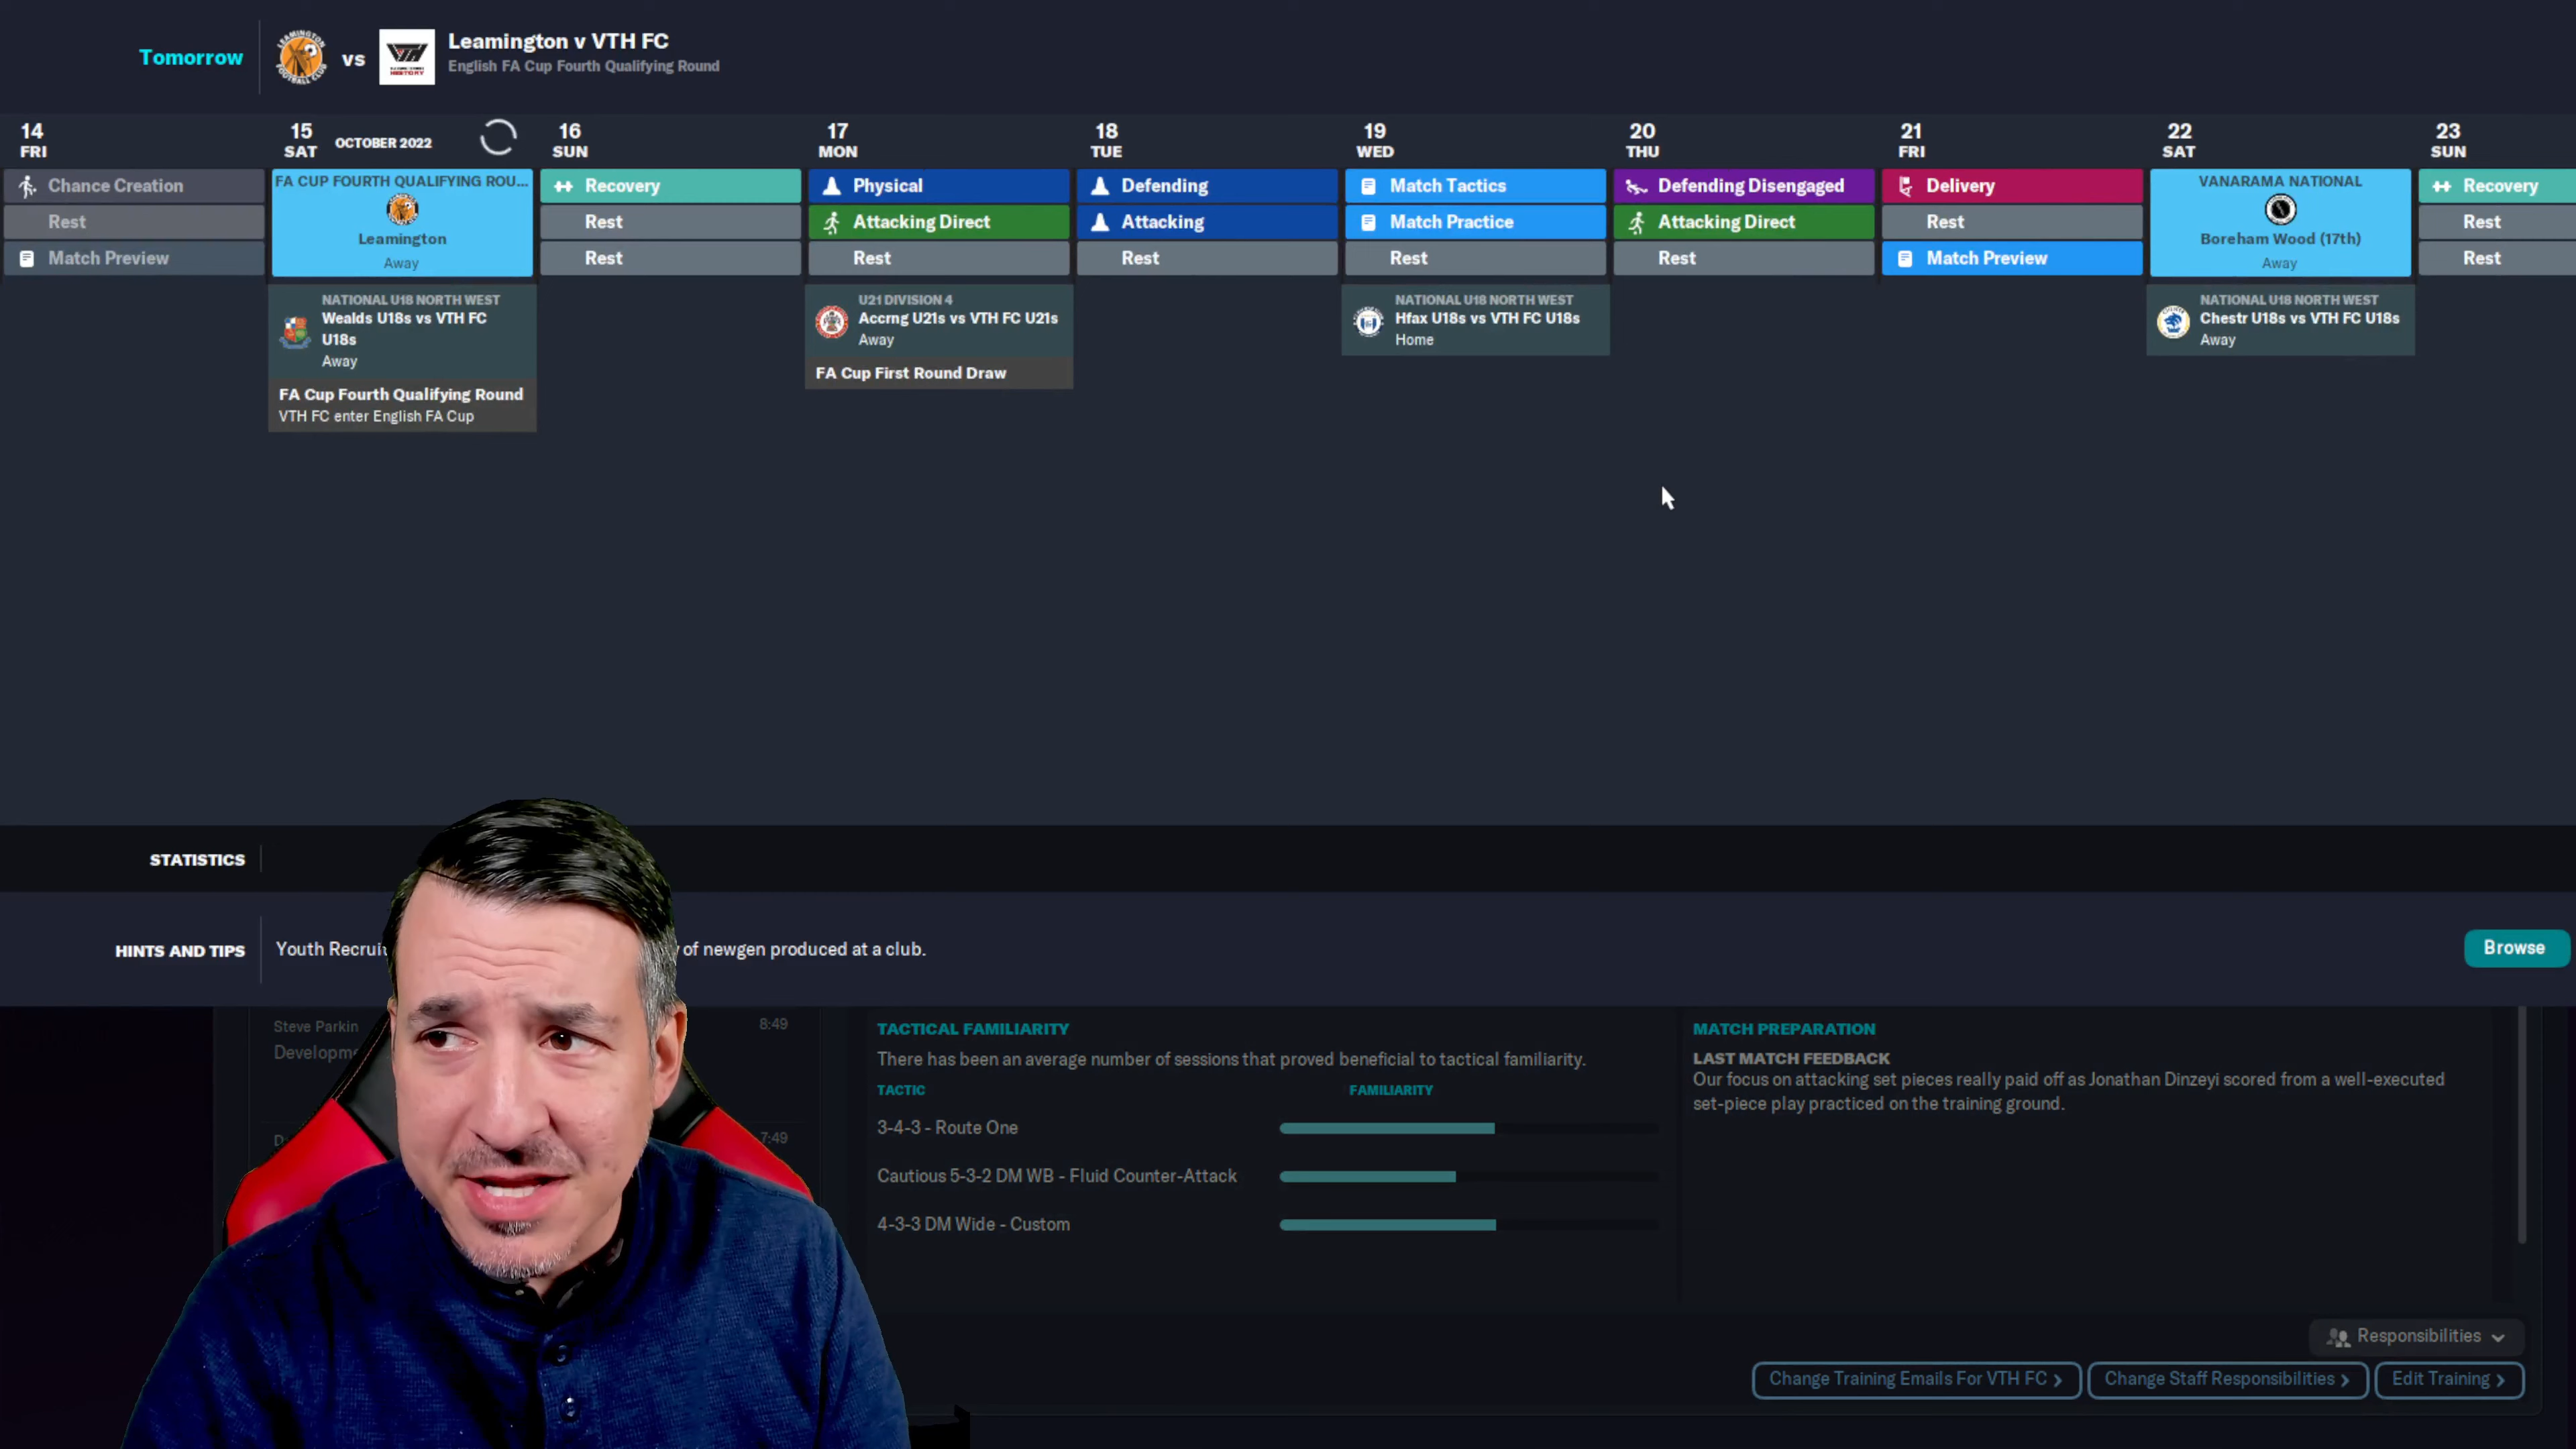 Tomorrow
vs
Leamington v VTH FC
English FA Cup Fourth Qualifying Round
14
FRI
Chance Creation
Rest
Match Preview
15
SAT
OCTOBER 2022
FA CUP FOURTH QUALIFYING ROU...
Leamington
Away
NATIONAL U18 NORTH WEST
Wealds U18s vs VTH FC
U18s
Away
FA Cup Fourth Qualifying Round
VTH FC enter English FA Cup
16
SUN
Recovery
Rest
Rest
17
MON
Physical
Attacking Direct
Rest
U21 DIVISION 4
Accrng U21s vs VTH FC U21s
Away
FA Cup First Round Draw
18
TUE
Defending
Attacking
Rest
19
WED
Match Tactics
Match Practice
Rest
NATIONAL U18 NORTH WEST
Hfax U18s vs VTH FC U18s
Home
20
THU
Defending Disengaged
Attacking Direct
Rest
21
FRI
Delivery
Rest
Match Preview
22
SAT
VANARAMA NATIONAL
Boreham Wood (17th)
Away
NATIONAL U18 NORTH WEST
Chestr U18s vs VTH FC U18s
Away
23
SUN
Recovery
Rest
Rest
STATISTICS
HINTS AND TIPS
Youth Recrui
of newgen produced at a club.
Browse
Steve Parkin
8:49
Developme
7:49
TACTICAL FAMILIARITY
There has been an average number of sessions that proved beneficial to tactical familiarity.
TACTIC FAMILIARITY
3-4-3 - Route One
Cautious 5-3-2 DM WB - Fluid Counter-Attack
4-3-3 DM Wide - Custom
MATCH PREPARATION
LAST MATCH FEEDBACK
Our focus on attacking set pieces really paid off as Jonathan Dinzeyi scored from a well-executed
set-piece play practiced on the training ground.
Responsibilities
Change Training Emails For VTH FC
Change Staff Responsibilities
Edit Training